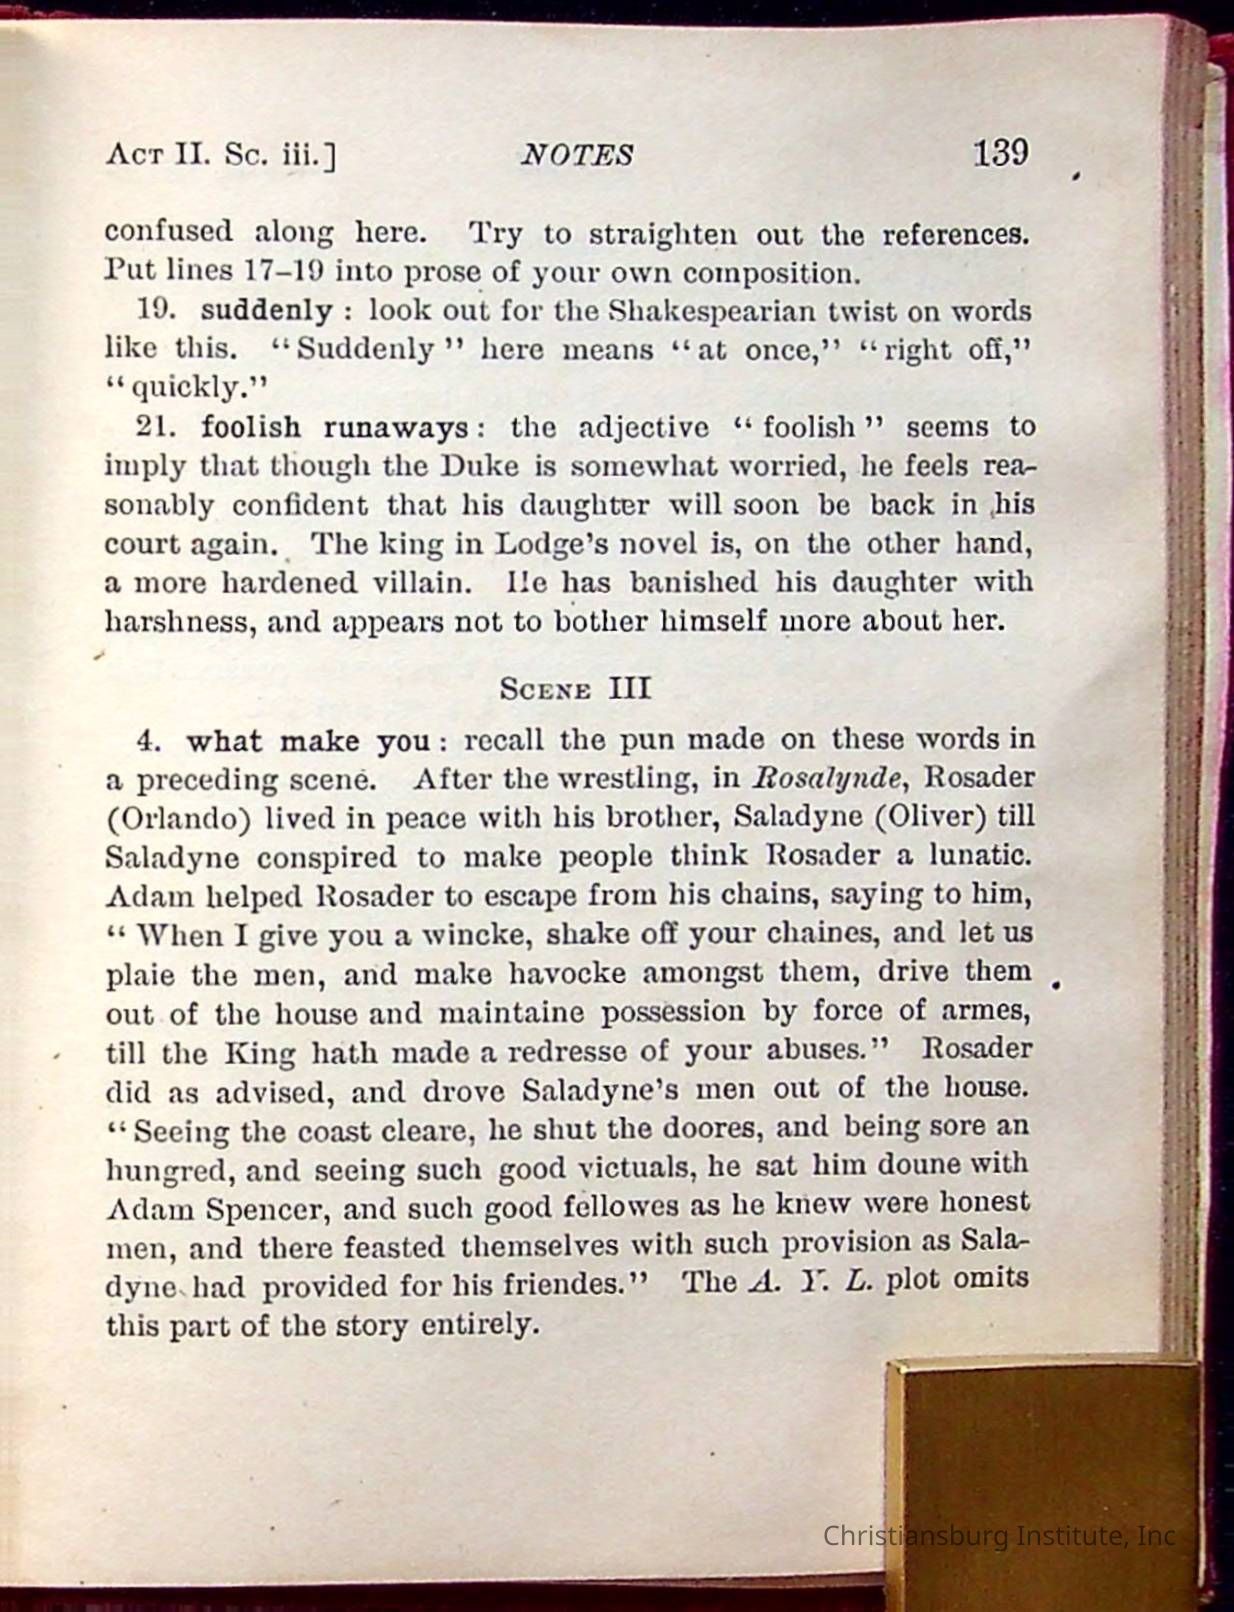 Act II. Sc. iii.] NOTES 139
confused along here. Try to straighten out the references.
Put lines 17–19 into prose of your own composition.
19. suddenly : look out for the Shakespearian twist on words
like this. “Suddenly” here means “at once,” “right off,”
“quickly.”
21. foolish runaways : the adjective “foolish” seems to
imply that though the Duke is somewhat worried, he feels rea-
sonably confident that his daughter will soon be back in his
court again. The king in Lodge’s novel is, on the other hand,
a more hardened villain. He has banished his daughter with
harshness, and appears not to bother himself more about her.
Scene III
4. what make you : recall the pun made on these words in
a preceding scene. After the wrestling, in Rosalynde, Rosader
(Orlando) lived in peace with his brother, Saladyne (Oliver) till
Saladyne conspired to make people think Rosader a lunatic.
Adam helped Rosader to escape from his chains, saying to him,
“When I give you a wincke, shake off your chaines, and let us
plaie the men, and make havocke amongst them, drive them
out of the house and maintaine possession by force of armes,
till the King hath made a redresse of your abuses.” Rosader
did as advised, and drove Saladyne’s men out of the house.
“Seeing the coast cleare, he shut the doores, and being sore an
hungred, and seeing such good victuals, he sat him doune with
Adam Spencer, and such good fellowes as he knew were honest
men, and there feasted themselves with such provision as Sala-
dyne had provided for his friendes.” The A. Y. L. plot omits
this part of the story entirely.
Christiansburg Institute, Inc